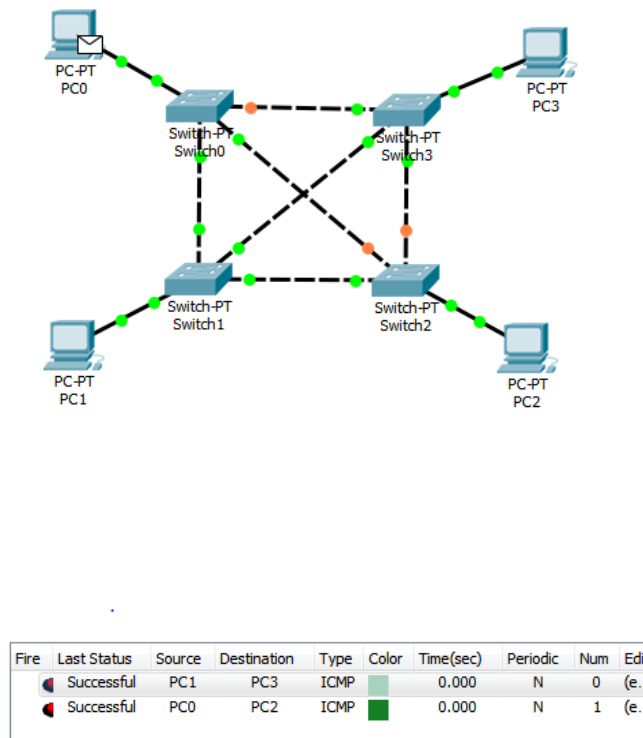 PC-PT
PC0
PC-PT
PC3
Switch-PT
Switch0
Switch-PT
Switch3
Switch-PT
Switch1
Switch-PT
Switch2
PC-PT
PC1
PC-PT
PC2
Fire Last Status Source Destination Type Color Time(sec) Periodic Num Edi
Successful PC1 PC3 ICMP 0.000 N 0 (e.
Successful PC0 PC2 ICMP 0.000 N 1 (e.